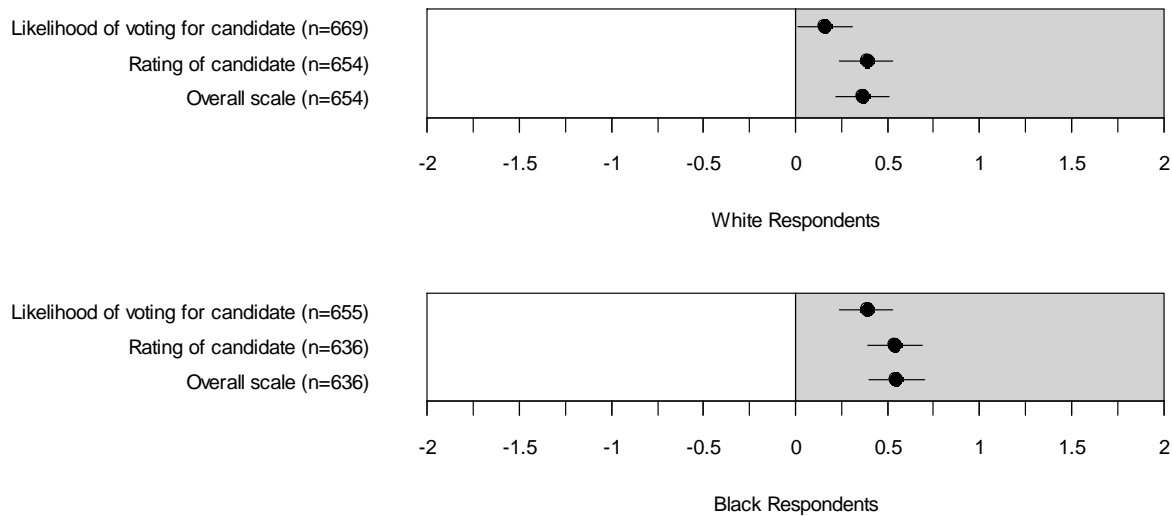 Likelihood of voting for candidate (n=669)
Rating of candidate (n=654)
Overall scale (n=654)
-2 -1.5 -1 -0.5 0 0.5 1 1.5 2
White Respondents
Likelihood of voting for candidate (n=655)
Rating of candidate (n=636)
Overall scale (n=636)
-2 -1.5 -1 -0.5 0 0.5 1 1.5 2
Black Respondents